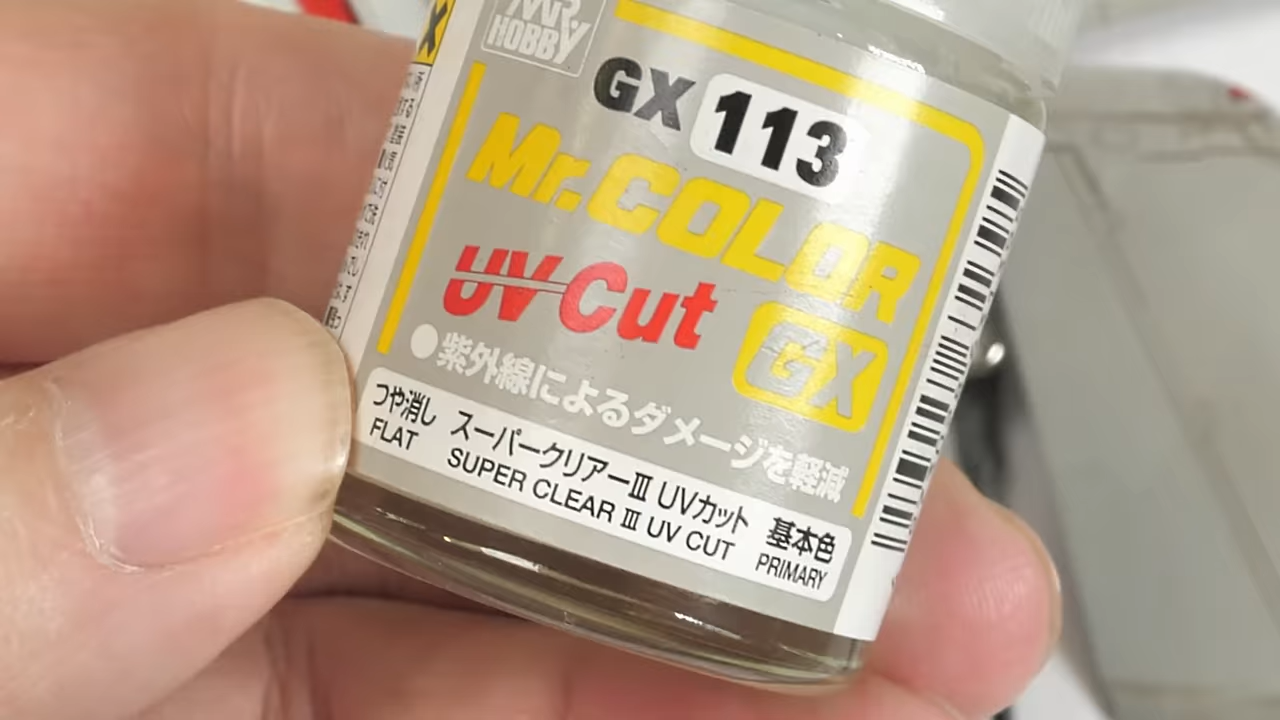 MR. HOBBY
GX 113
Mr.COLOR
GX
UV Cut
●紫外線によるダメージを軽減
つや消し スーパークリアーⅢ UVカット 基本色
FLAT SUPER CLEAR Ⅲ UV CUT PRIMARY